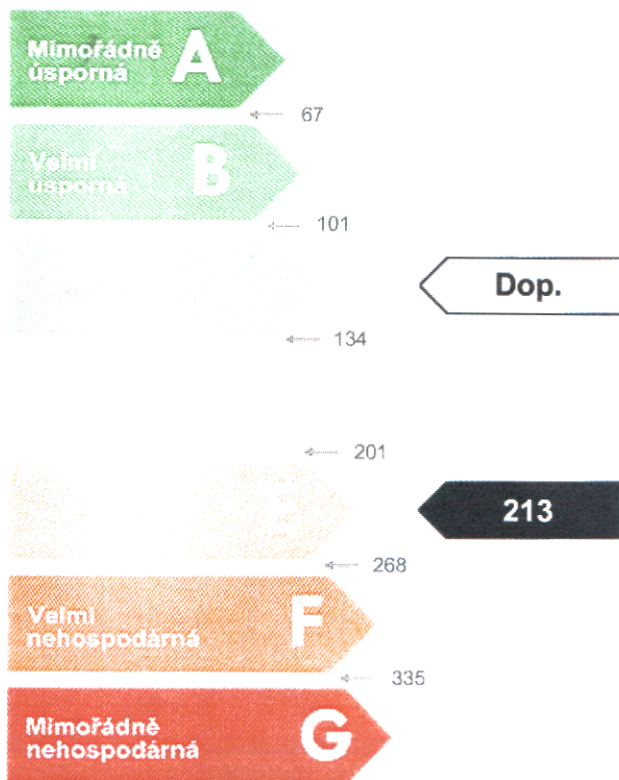 Mimořádně
úsporná A
67
Velmi
úsporná B
101
Dop.
134
201
E
213
268
Velmi
nehospodárná F
335
Mimořádně
nehospodárná G